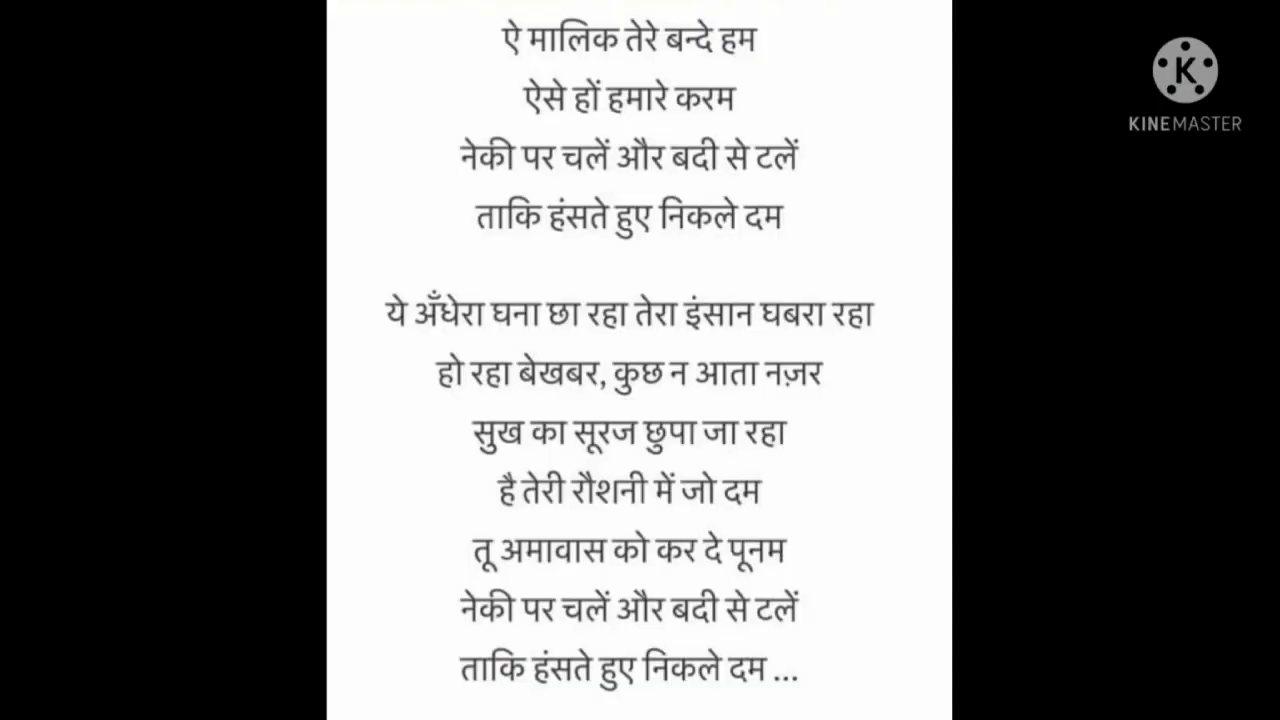 ऐ मालिक तेरे बन्दे हम
ऐसे हों हमारे करम
नेकी पर चलें और बदी से टलें
ताकि हंसते हुए निकले दम
ये अँधेरा घना छा रहा तेरा इंसान घबरा रहा
हो रहा बेखबर, कुछ न आता नज़र
सुख का सूरज छुपा जा रहा
है तेरी रौशनी में जो दम
तू अमावास को कर दे पूनम
नेकी पर चलें और बदी से टलें
ताकि हंसते हुए निकले दम ...
K
KINEMASTER